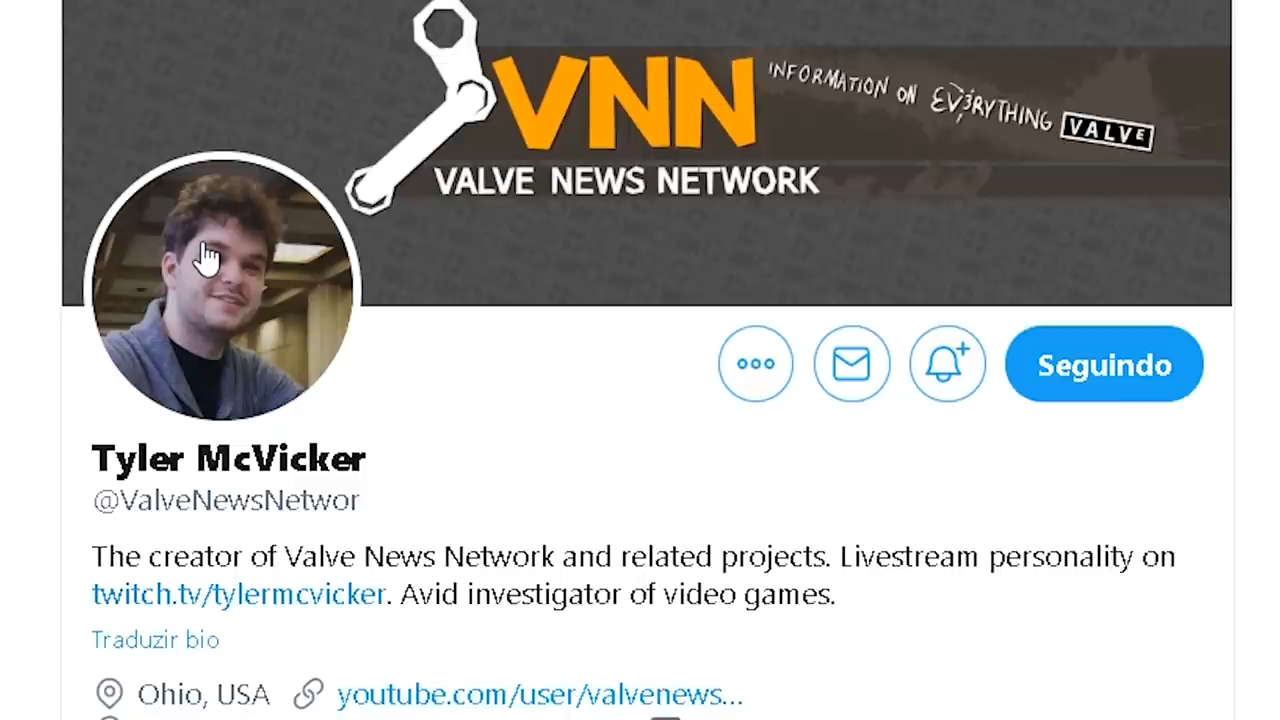 VNN
INFORMATION ON EV3RYTHING VALVE
VALVE NEWS NETWORK
Seguindo
Tyler McVicker
@ValveNewsNetwor
The creator of Valve News Network and related projects. Livestream personality on
twitch.tv/tylermcvicker. Avid investigator of video games.
Traduzir bio
Ohio, USA youtube.com/user/valvenews...